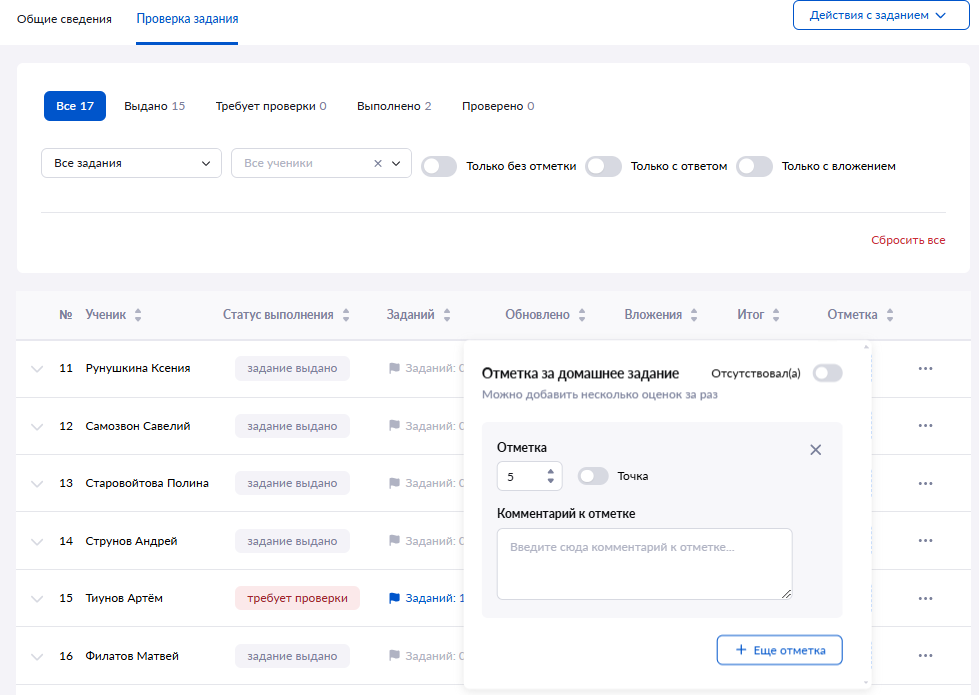 Общие сведения
Проверка задания
Действия с заданием
Все 17
Выдано 15
Требует проверки 0
Выполнено 2
Проверено 0
Все задания
Все ученики
Только без отметки
Только с ответом
Только с вложением
Сбросить все
№ Ученик Статус выполнения Заданий Обновлено Вложения Итог Отметка
11 Рунушкина Ксения задание выдано Заданий: 0
12 Самозвон Савелий задание выдано Заданий: 0
13 Старовойтова Полина задание выдано Заданий: 0
14 Струнов Андрей задание выдано Заданий: 0
15 Тиунов Артём требует проверки Заданий: 1
16 Филатов Матвей задание выдано Заданий: 0
Отметка за домашнее задание
Отсутствовал(а)
Можно добавить несколько оценок за раз
Отметка
5
Точка
Комментарий к отметке
Введите сюда комментарий к отметке...
+ Еще отметка